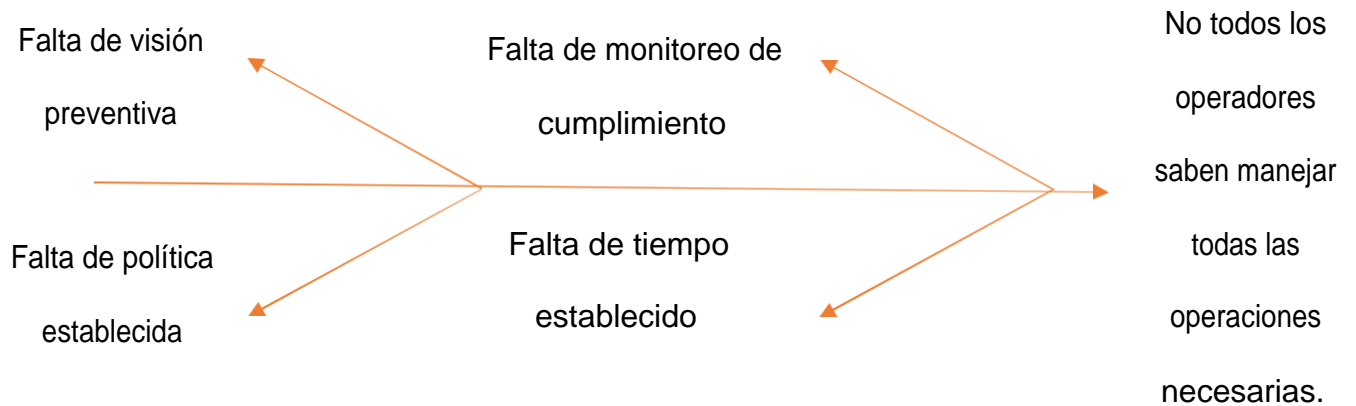 Falta de visión
preventiva
Falta de monitoreo de
cumplimiento
Falta de política
establecida
Falta de tiempo
establecido
No todos los
operadores
saben manejar
todas las
operaciones
necesarias.